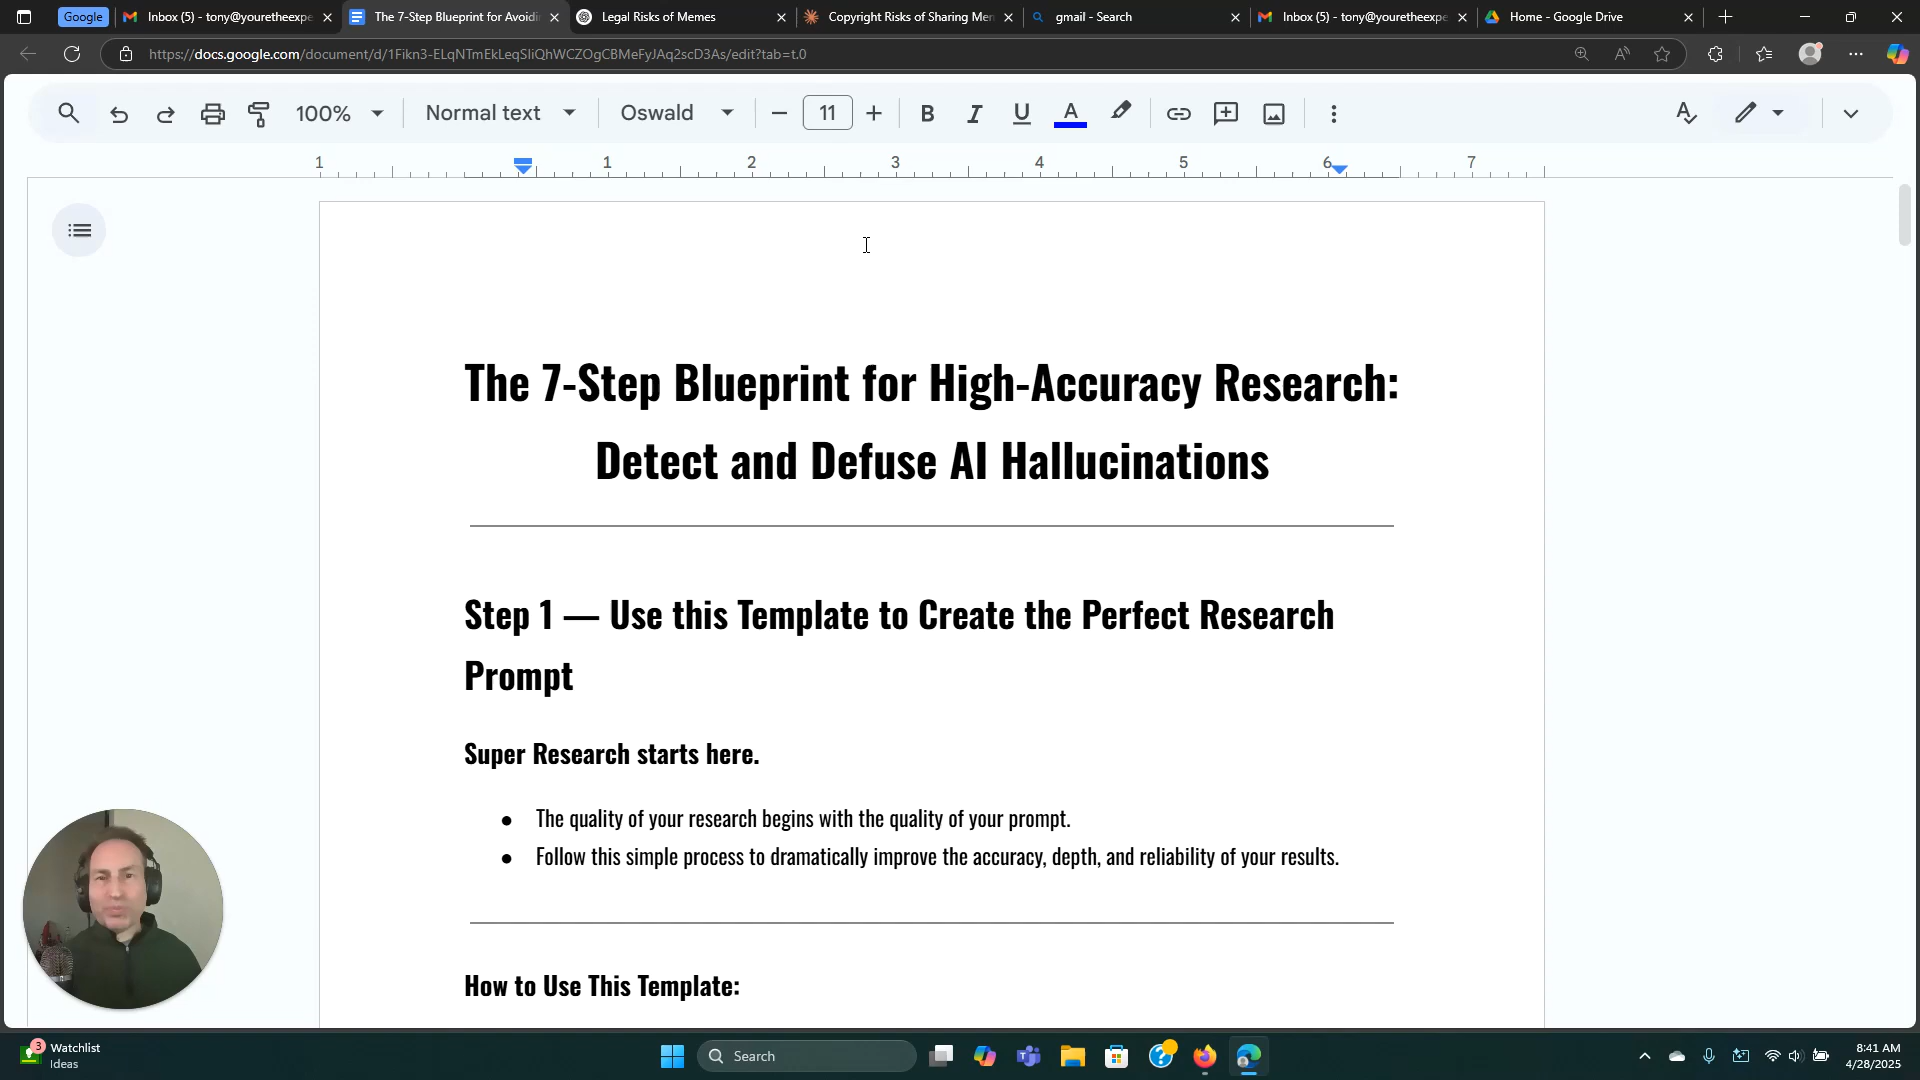 Google
Inbox (5) - tony@youretheexpe
The 7-Step Blueprint for Avoidi
Legal Risks of Memes
Copyright Risks of Sharing Mem
gmail - Search
Inbox (5) - tony@youretheexpe
Home - Google Drive
https://docs.google.com/document/d/1Fikn3-ELqNTmEkLeqSIiQhWCZOgCBMeFyJAq2scD3As/edit?tab=t.0
100%
Normal text
Oswald
11
B I U A
1 1 2 3 4 5 6 7
The 7-Step Blueprint for High-Accuracy Research:
Detect and Defuse AI Hallucinations
Step 1 — Use this Template to Create the Perfect Research
Prompt
Super Research starts here.
● The quality of your research begins with the quality of your prompt.
● Follow this simple process to dramatically improve the accuracy, depth, and reliability of your results.
How to Use This Template:
3
Watchlist
Ideas
Search
8:41 AM
4/28/2025